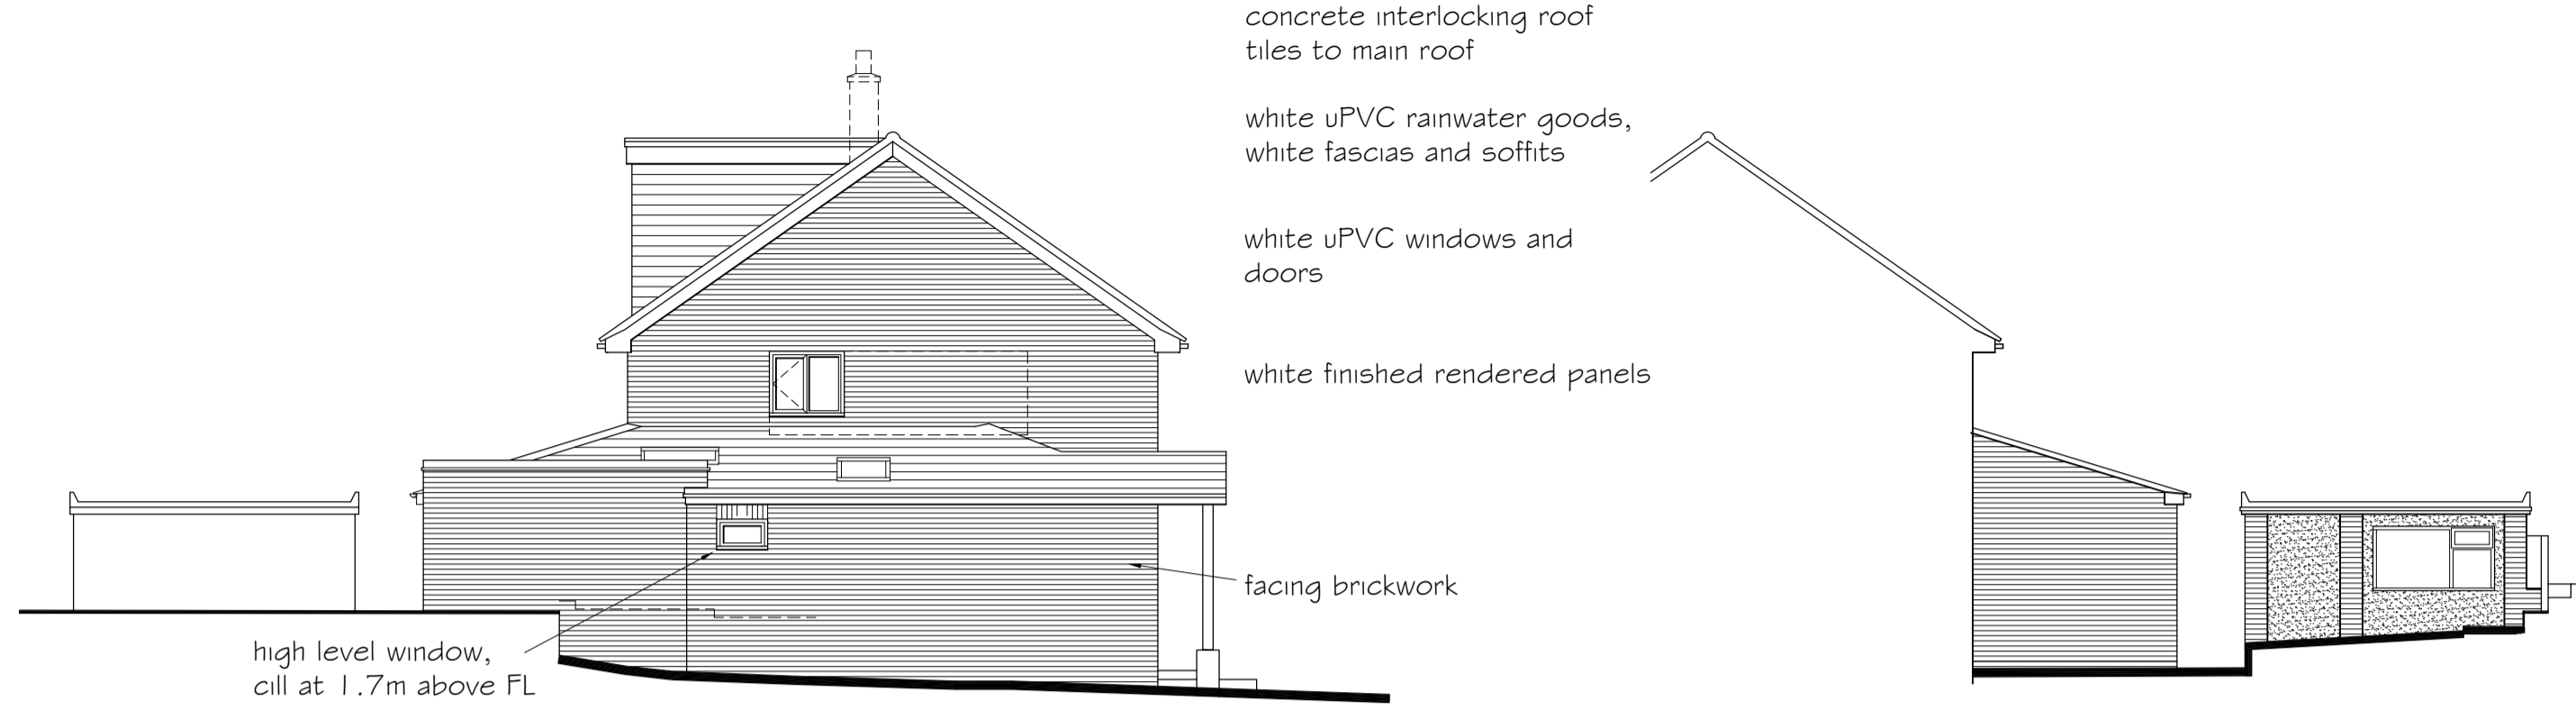 concrete interlocking roof
tiles to main roof
white uPVC rainwater goods,
white fascias and soffits
white uPVC windows and
doors
white finished rendered panels
facing brickwork
high level window,
cill at 1.7m above FL